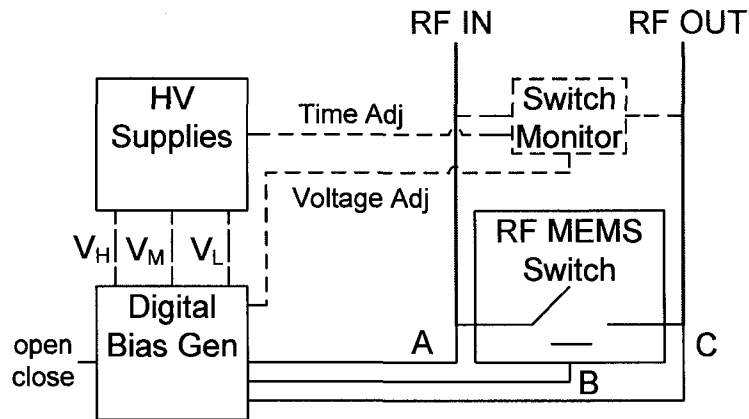 RF IN
RF OUT
HV
Supplies
Time Adj
Switch
Monitor
Voltage Adj
VH VM VL
RF MEMS
Switch
Digital
Bias Gen
open
close
A
B
C